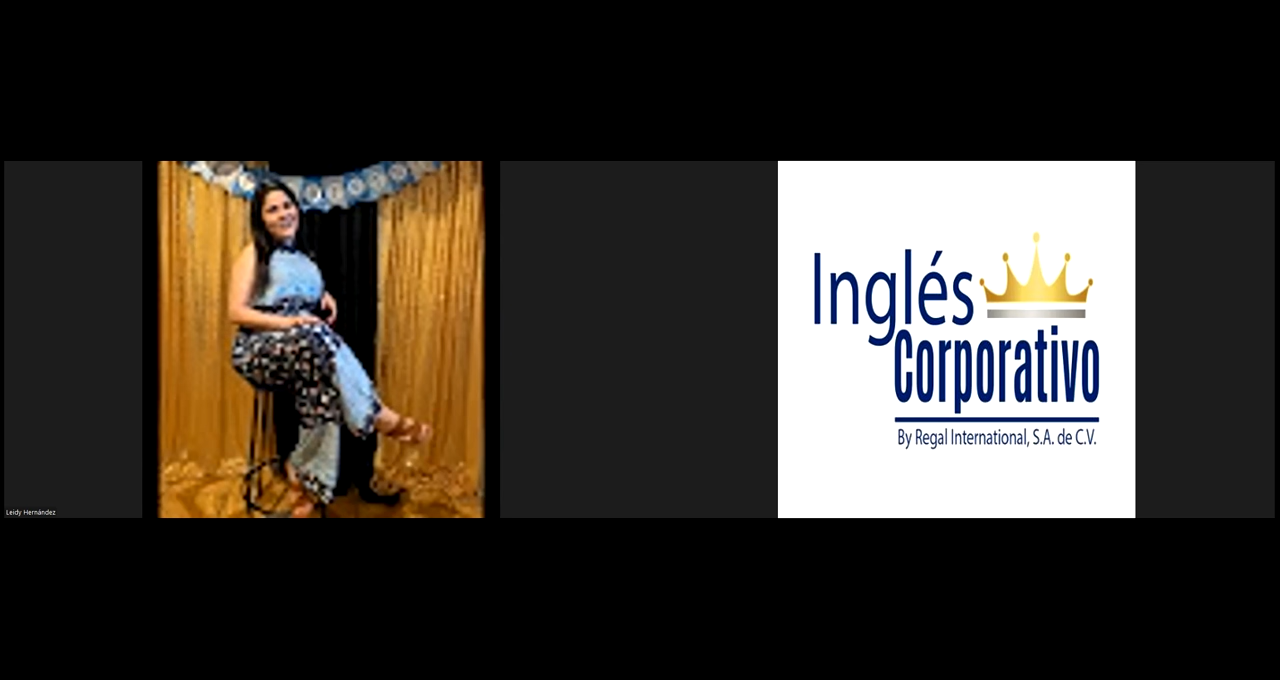 Leidy Hernández
Inglés
Corporativo
By Regal International, S.A. de C.V.